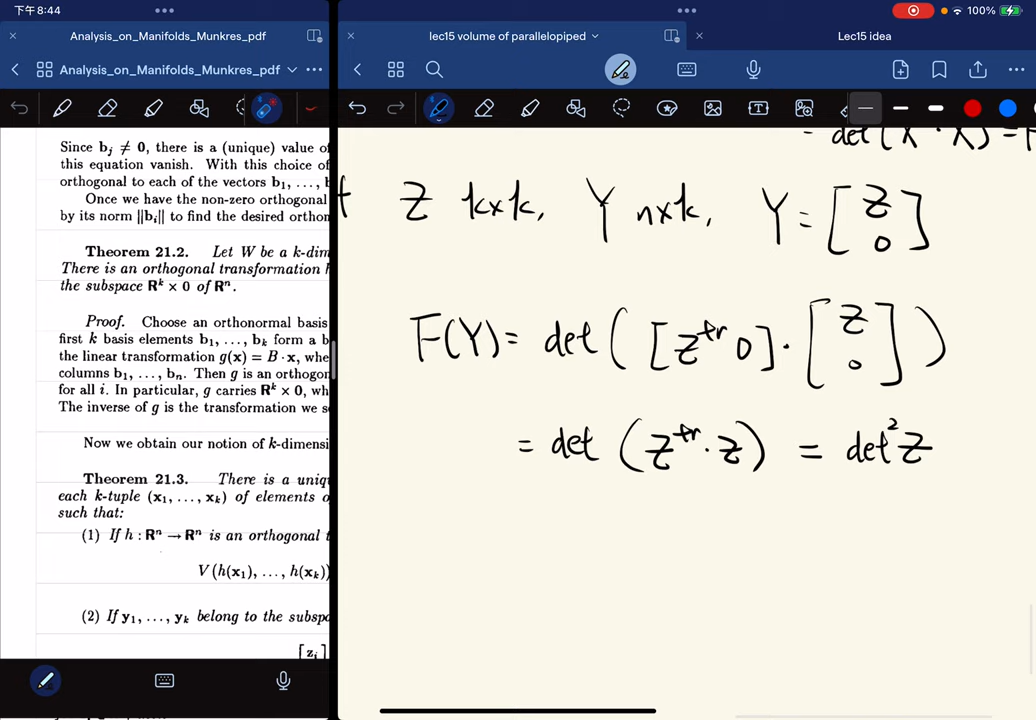 下午 8:44
100%
Analysis_on_Manifolds_Munkres_pdf
lec15 volume of parallelopiped
Lec15 idea
Analysis_on_Manifolds_Munkres_pdf
Since b_j ≠ 0, there is a (unique) value of
this equation vanish. With this choice of
orthogonal to each of the vectors b_1, ..., b
Once we have the non-zero orthogonal
by its norm ||b_i|| to find the desired orthon
Theorem 21.2. Let W be a k-dim
There is an orthogonal transformation h
the subspace R^k × 0 of R^n.
Proof. Choose an orthonormal basis
first k basis elements b_1, ..., b_k form a b
the linear transformation g(x) = B · x, whe
columns b_1, ..., b_n. Then g is an orthogon
for all i. In particular, g carries R^k × 0, wh
The inverse of g is the transformation we s
Now we obtain our notion of k-dimensi
Theorem 21.3. There is a uniqu
each k-tuple (x_1, ..., x_k) of elements o
such that:
(1) If h : R^n → R^n is an orthogonal t
V(h(x_1), ..., h(x_k))
(2) If y_1, ..., y_k belong to the subspa
[z_i]
= det(X · X) = F
Z k×k, Y n×k, Y = [Z 0]
F(Y) = det([Z^tr 0] · [Z 0])
= det(Z^tr · Z) = det²Z